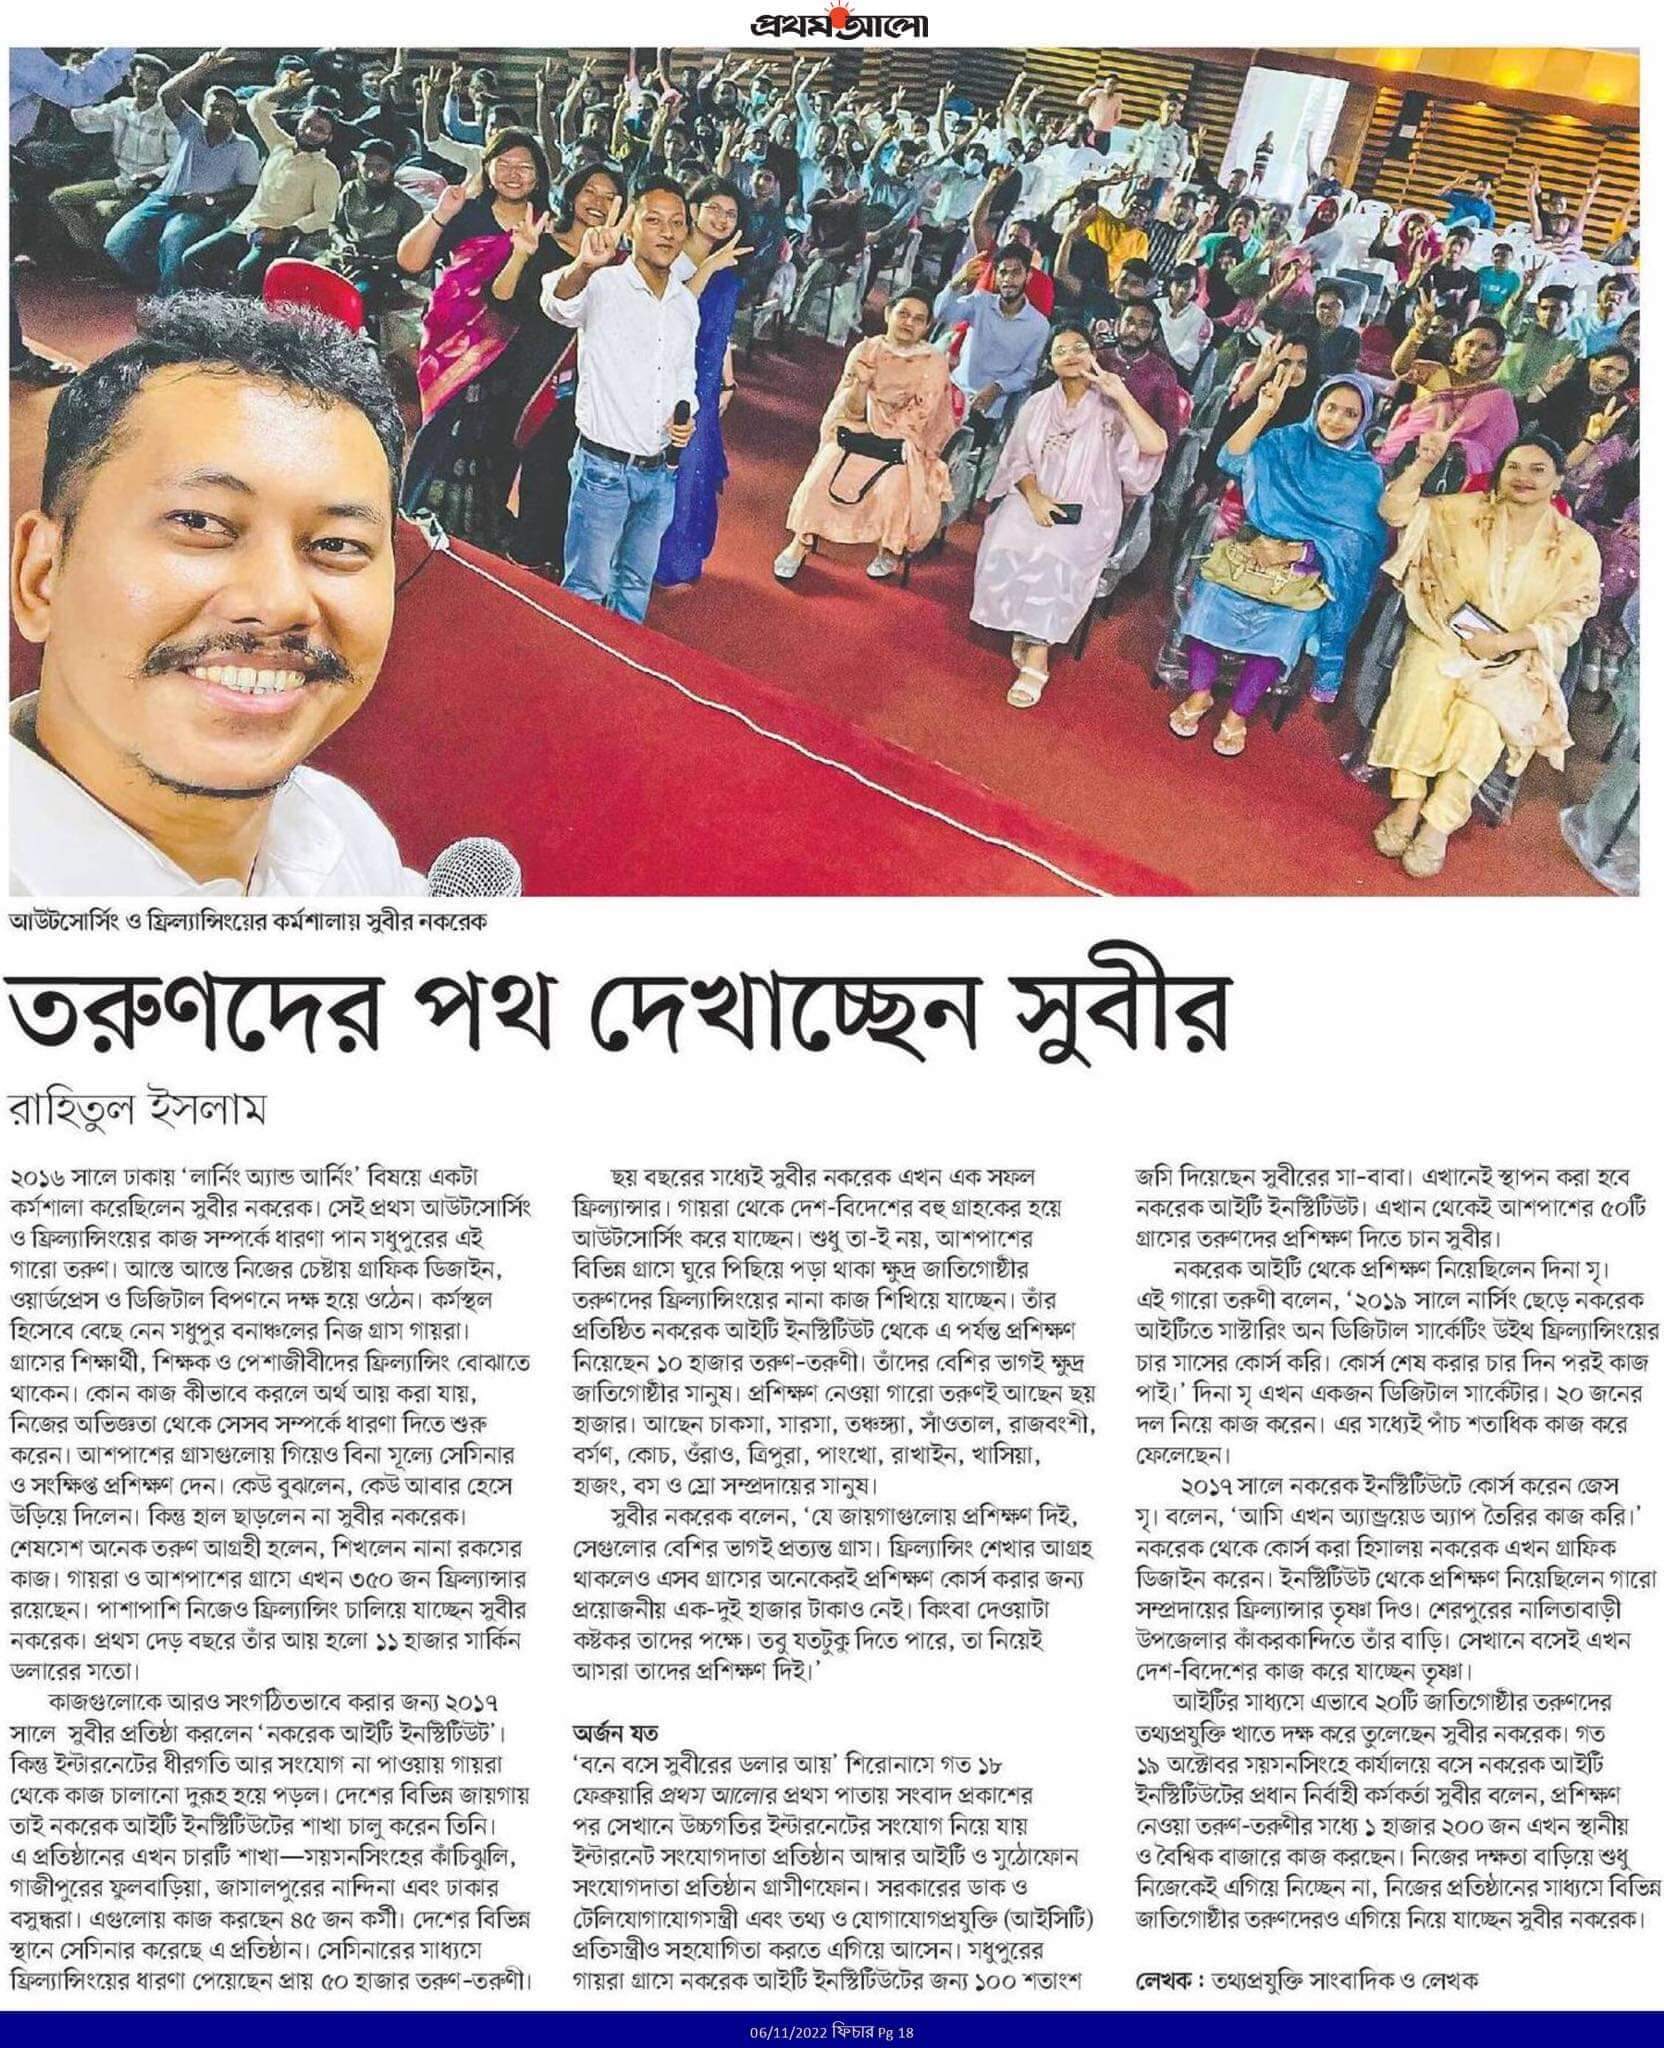 প্রথম আলো
আউটসোর্সিং ও ফ্রিল্যান্সিংয়ের কর্মশালায় সুবীর নকরেক
তরুণদের পথ দেখাচ্ছেন সুবীর
রাহিতুল ইসলাম
২০১৬ সালে ঢাকায় ‘লার্নিং অ্যান্ড আর্নিং’ বিষয়ে একটা
কর্মশালা করেছিলেন সুবীর নকরেক। সেই প্রথম আউটসোর্সিং
ও ফ্রিল্যান্সিংয়ের কাজ সম্পর্কে ধারণা পান মধুপুরের এই
গারো তরুণ। আস্তে আস্তে নিজের চেষ্টায় গ্রাফিক ডিজাইন,
ওয়ার্ডপ্রেস ও ডিজিটাল বিপণনে দক্ষ হয়ে ওঠেন। কর্মস্থল
হিসেবে বেছে নেন মধুপুর বনাঞ্চলের নিজ গ্রাম গায়রা।
গ্রামের শিক্ষার্থী, শিক্ষক ও পেশাজীবীদের ফ্রিল্যান্সিং বোঝাতে
থাকেন। কোন কাজ কীভাবে করলে অর্থ আয় করা যায়,
নিজের অভিজ্ঞতা থেকে সেসব সম্পর্কে ধারণা দিতে শুরু
করেন। আশপাশের গ্রামগুলোয় গিয়েও বিনা মূল্যে সেমিনার
ও সংক্ষিপ্ত প্রশিক্ষণ দেন। কেউ বুঝলেন, কেউ আবার হেসে
উড়িয়ে দিলেন। কিন্তু হাল ছাড়লেন না সুবীর নকরেক।
শেষমেশ অনেক তরুণ আগ্রহী হলেন, শিখলেন নানা রকমের
কাজ। গায়রা ও আশপাশের গ্রামে এখন ৩৫০ জন ফ্রিল্যান্সার
রয়েছেন। পাশাপাশি নিজেও ফ্রিল্যান্সিং চালিয়ে যাচ্ছেন সুবীর
নকরেক। প্রথম দেড় বছরে তাঁর আয় হলো ১১ হাজার মার্কিন
ডলারের মতো।
কাজগুলোকে আরও সংগঠিতভাবে করার জন্য ২০১৭
সালে সুবীর প্রতিষ্ঠা করলেন ‘নকরেক আইটি ইনস্টিটিউট’।
কিন্তু ইন্টারনেটের ধীরগতি আর সংযোগ না পাওয়ায় গায়রা
থেকে কাজ চালানো দুরূহ হয়ে পড়ল। দেশের বিভিন্ন জায়গায়
তাই নকরেক আইটি ইনস্টিটিউটের শাখা চালু করেন তিনি।
এ প্রতিষ্ঠানের এখন চারটি শাখা—ময়মনসিংহের কাঁচিঝুলি,
গাজীপুরের ফুলবাড়িয়া, জামালপুরের নান্দিনা এবং ঢাকার
বসুন্ধরা। এগুলোয় কাজ করছেন ৪৫ জন কর্মী। দেশের বিভিন্ন
স্থানে সেমিনার করেছে এ প্রতিষ্ঠান। সেমিনারের মাধ্যমে
ফ্রিল্যান্সিংয়ের ধারণা পেয়েছেন প্রায় ৫০ হাজার তরুণ-তরুণী।
ছয় বছরের মধ্যেই সুবীর নকরেক এখন এক সফল
ফ্রিল্যান্সার। গায়রা থেকে দেশ-বিদেশের বহু গ্রাহকের হয়ে
আউটসোর্সিং করে যাচ্ছেন। শুধু তা-ই নয়, আশপাশের
বিভিন্ন গ্রামে ঘুরে পিছিয়ে পড়া থাকা ক্ষুদ্র জাতিগোষ্ঠীর
তরুণদের ফ্রিল্যান্সিংয়ের নানা কাজ শিখিয়ে যাচ্ছেন। তাঁর
প্রতিষ্ঠিত নকরেক আইটি ইনস্টিটিউট থেকে এ পর্যন্ত প্রশিক্ষণ
নিয়েছেন ১০ হাজার তরুণ-তরুণী। তাঁদের বেশির ভাগই ক্ষুদ্র
জাতিগোষ্ঠীর মানুষ। প্রশিক্ষণ নেওয়া গারো তরুণই আছেন ছয়
হাজার। আছেন চাকমা, মারমা, তঞ্চঙ্গ্যা, সাঁওতাল, রাজবংশী,
বর্মণ, কোচ, ওঁরাও, ত্রিপুরা, পাংখো, রাখাইন, খাসিয়া,
হাজং, বম ও ম্রো সম্প্রদায়ের মানুষ।
সুবীর নকরেক বলেন, ‘যে জায়গাগুলোয় প্রশিক্ষণ দিই,
সেগুলোর বেশির ভাগই প্রত্যন্ত গ্রাম। ফ্রিল্যান্সিং শেখার আগ্রহ
থাকলেও এসব গ্রামের অনেকেরই প্রশিক্ষণ কোর্স করার জন্য
প্রয়োজনীয় এক-দুই হাজার টাকাও নেই। কিংবা দেওয়াটা
কষ্টকর তাদের পক্ষে। তবু যতটুকু দিতে পারে, তা নিয়েই
আমরা তাদের প্রশিক্ষণ দিই।’
অর্জন যত
‘বনে বসে সুবীরের ডলার আয়’ শিরোনামে গত ১৮
ফেব্রুয়ারি প্রথম আলোর প্রথম পাতায় সংবাদ প্রকাশের
পর সেখানে উচ্চগতির ইন্টারনেটের সংযোগ নিয়ে যায়
ইন্টারনেট সংযোগদাতা প্রতিষ্ঠান আম্বার আইটি ও মুঠোফোন
সংযোগদাতা প্রতিষ্ঠান গ্রামীণফোন। সরকারের ডাক ও
টেলিযোগাযোগমন্ত্রী এবং তথ্য ও যোগাযোগপ্রযুক্তি (আইসিটি)
প্রতিমন্ত্রীও সহযোগিতা করতে এগিয়ে আসেন। মধুপুরের
গায়রা গ্রামে নকরেক আইটি ইনস্টিটিউটের জন্য ১০০ শতাংশ
জমি দিয়েছেন সুবীরের মা-বাবা। এখানেই স্থাপন করা হবে
নকরেক আইটি ইনস্টিটিউট। এখান থেকেই আশপাশের ৫০টি
গ্রামের তরুণদের প্রশিক্ষণ দিতে চান সুবীর।
নকরেক আইটি থেকে প্রশিক্ষণ নিয়েছিলেন দিনা মৃ।
এই গারো তরুণী বলেন, ‘২০১৯ সালে নার্সিং ছেড়ে নকরেক
আইটিতে মাস্টারিং অন ডিজিটাল মার্কেটিং উইথ ফ্রিল্যান্সিংয়ের
চার মাসের কোর্স করি। কোর্স শেষ করার চার দিন পরই কাজ
পাই।’ দিনা মৃ এখন একজন ডিজিটাল মার্কেটার। ২০ জনের
দল নিয়ে কাজ করেন। এর মধ্যেই পাঁচ শতাধিক কাজ করে
ফেলেছেন।
২০১৭ সালে নকরেক ইনস্টিটিউটে কোর্স করেন জেস
মৃ। বলেন, ‘আমি এখন অ্যান্ড্রয়েড অ্যাপ তৈরির কাজ করি।’
নকরেক থেকে কোর্স করা হিমালয় নকরেক এখন গ্রাফিক
ডিজাইন করেন। ইনস্টিটিউট থেকে প্রশিক্ষণ নিয়েছিলেন গারো
সম্প্রদায়ের ফ্রিল্যান্সার তৃষ্ণা দিও। শেরপুরের নালিতাবাড়ী
উপজেলার কাঁকরকান্দিতে তাঁর বাড়ি। সেখানে বসেই এখন
দেশ-বিদেশের কাজ করে যাচ্ছেন তৃষ্ণা।
আইটির মাধ্যমে এভাবে ২০টি জাতিগোষ্ঠীর তরুণদের
তথ্যপ্রযুক্তি খাতে দক্ষ করে তুলেছেন সুবীর নকরেক। গত
১৯ অক্টোবর ময়মনসিংহে কার্যালয়ে বসে নকরেক আইটি
ইনস্টিটিউটের প্রধান নির্বাহী কর্মকর্তা সুবীর বলেন, প্রশিক্ষণ
নেওয়া তরুণ-তরুণীর মধ্যে ১ হাজার ২০০ জন এখন স্থানীয়
ও বৈশ্বিক বাজারে কাজ করছেন। নিজের দক্ষতা বাড়িয়ে শুধু
নিজেকেই এগিয়ে নিচ্ছেন না, নিজের প্রতিষ্ঠানের মাধ্যমে বিভিন্ন
জাতিগোষ্ঠীর তরুণদেরও এগিয়ে নিয়ে যাচ্ছেন সুবীর নকরেক।
লেখক : তথ্যপ্রযুক্তি সাংবাদিক ও লেখক
06/11/2022 ফিচার Pg 18